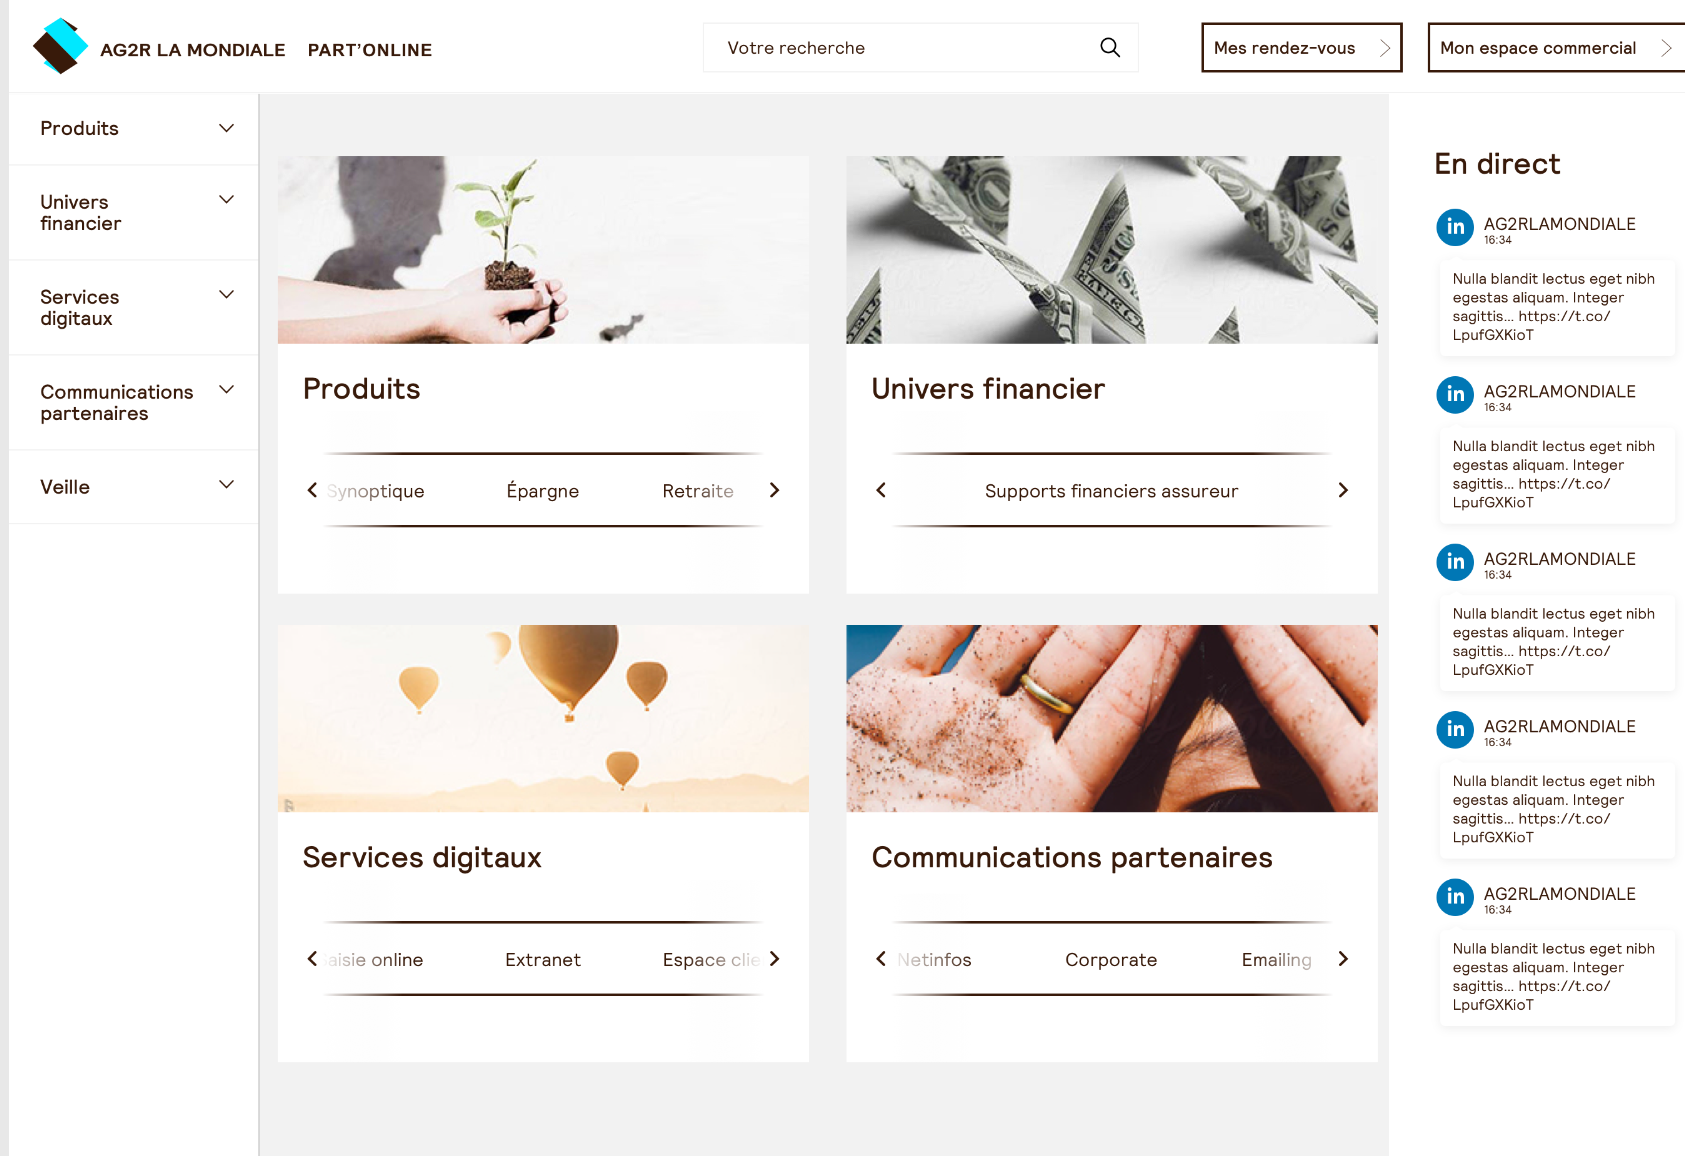 AG2R LA MONDIALE PART'ONLINE
Votre recherche
Mes rendez-vous
Mon espace commercial
Produits
Univers
financier
Services
digitaux
Communications
partenaires
Veille
Produits
Synoptique Épargne Retraite
Univers financier
Supports financiers assureur
Services digitaux
Saisie online Extranet Espace clie
Communications partenaires
Netinfos Corporate Emailing
En direct
in AG2RLAMONDIALE
16:34
Nulla blandit lectus eget nibh
egestas aliquam. Integer
sagittis... https://t.co/
LpufGXKioT
in AG2RLAMONDIALE
16:34
Nulla blandit lectus eget nibh
egestas aliquam. Integer
sagittis... https://t.co/
LpufGXKioT
in AG2RLAMONDIALE
16:34
Nulla blandit lectus eget nibh
egestas aliquam. Integer
sagittis... https://t.co/
LpufGXKioT
in AG2RLAMONDIALE
16:34
Nulla blandit lectus eget nibh
egestas aliquam. Integer
sagittis... https://t.co/
LpufGXKioT
in AG2RLAMONDIALE
16:34
Nulla blandit lectus eget nibh
egestas aliquam. Integer
sagittis... https://t.co/
LpufGXKioT